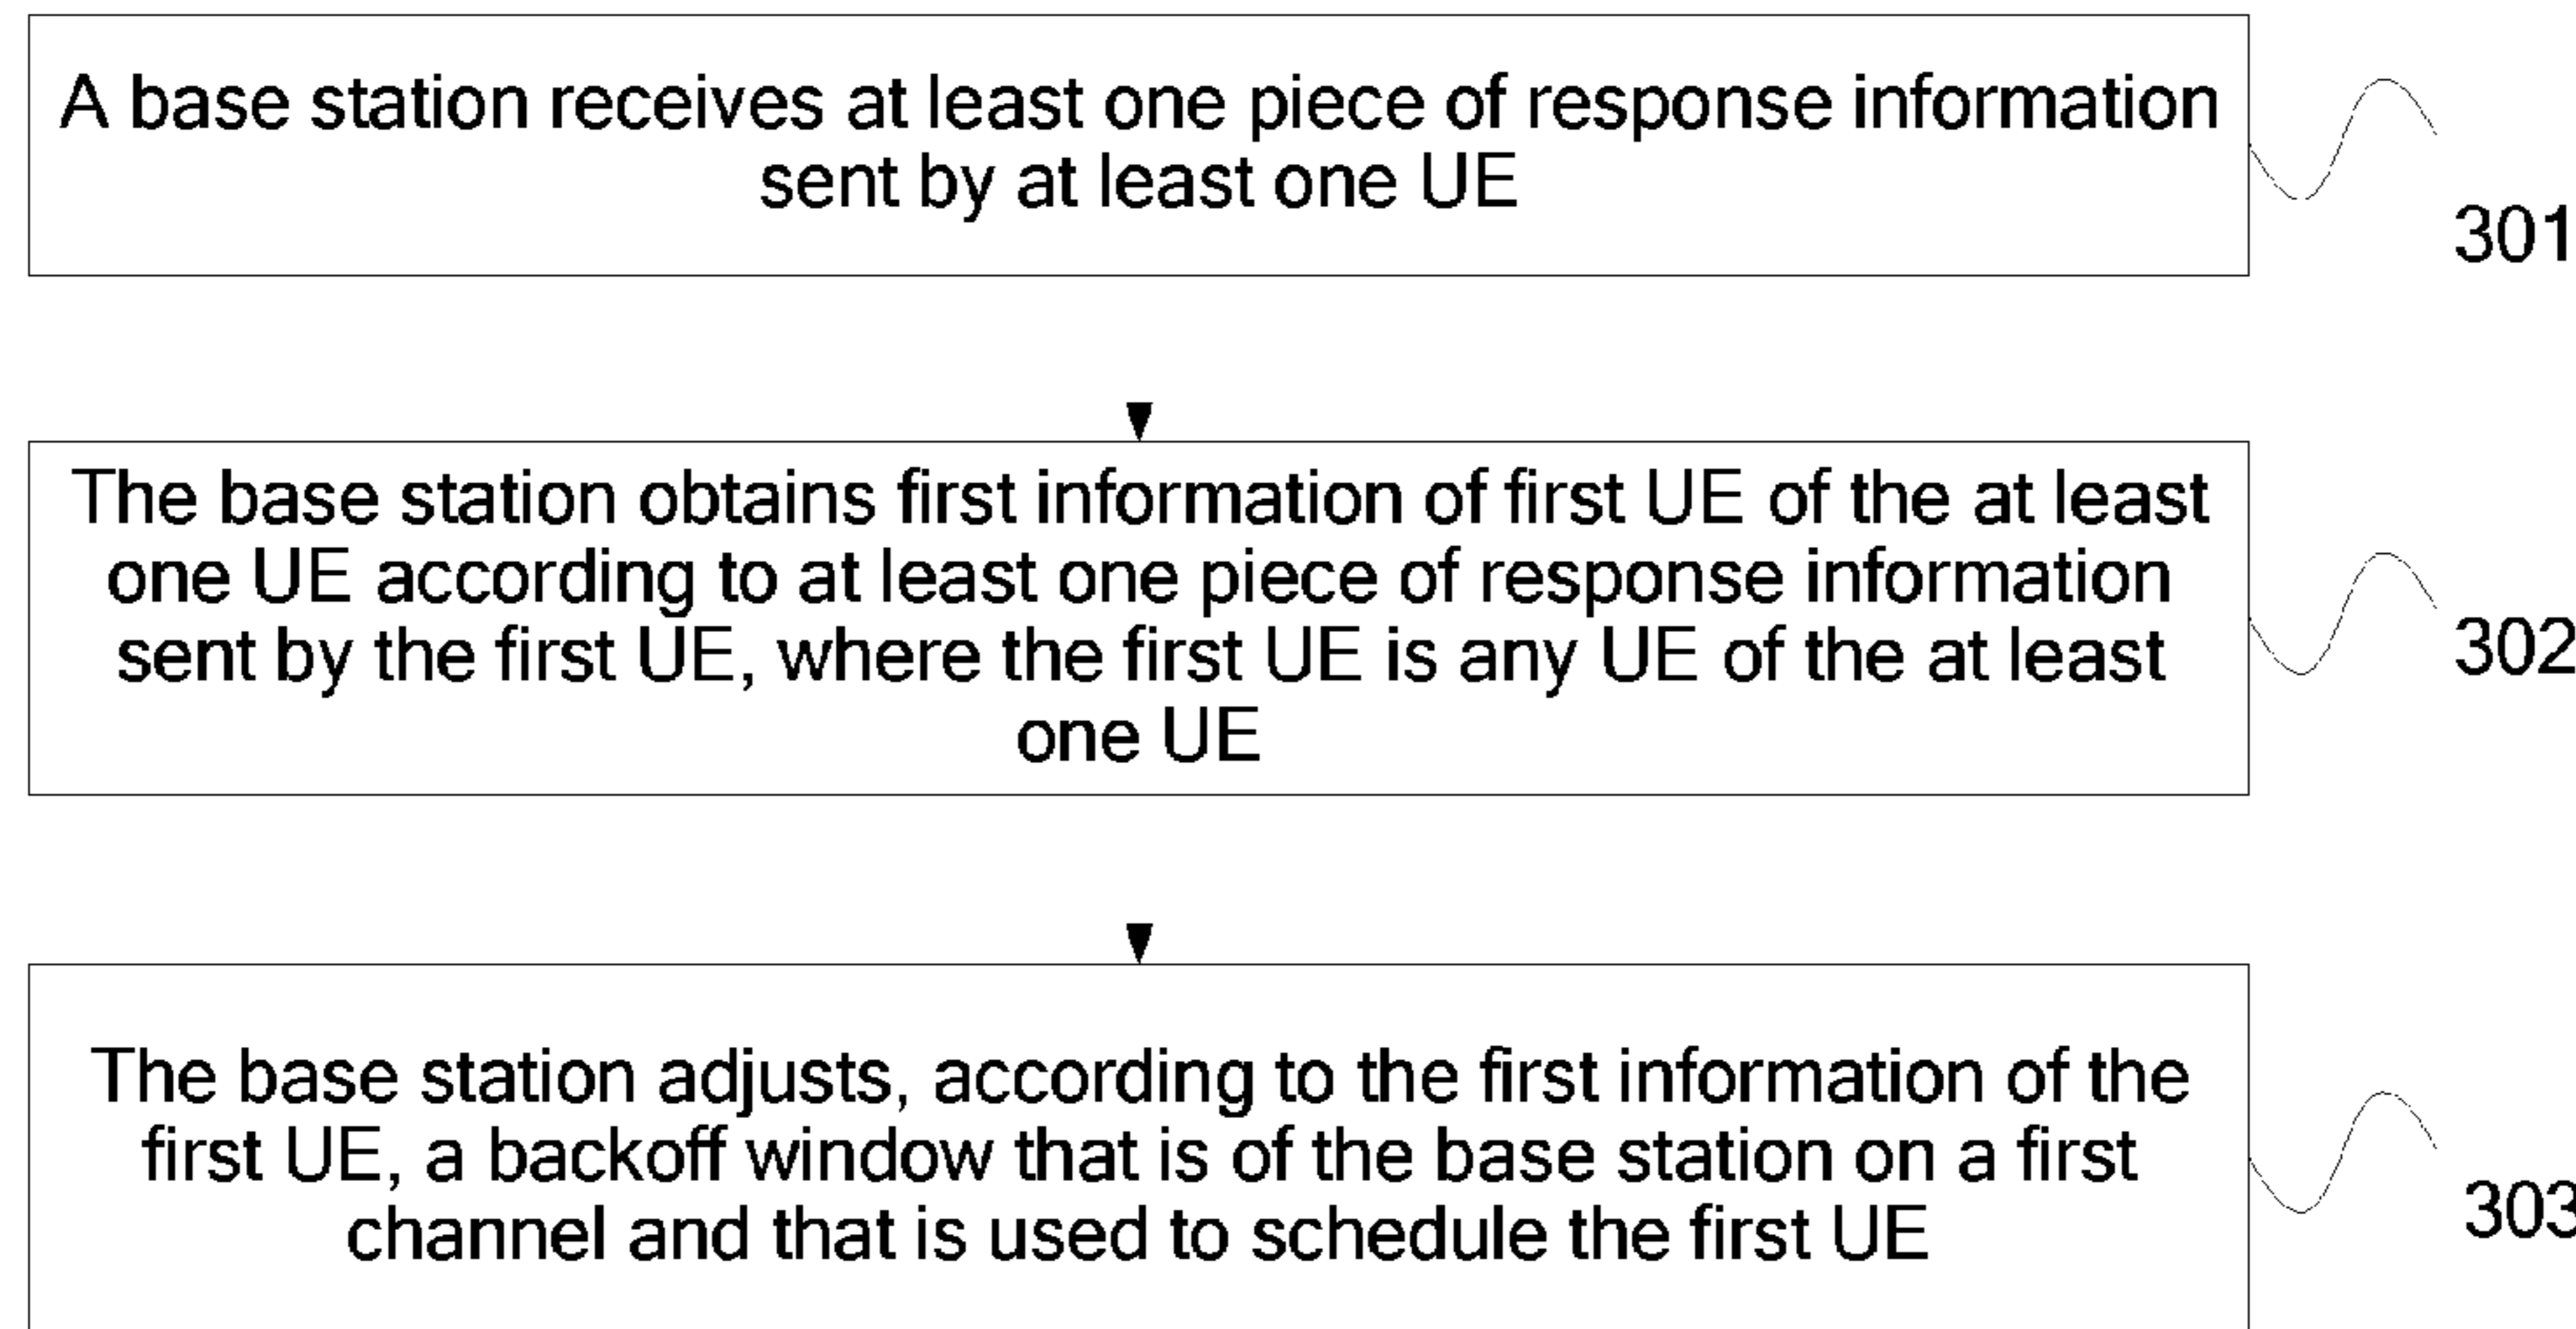 A base station receives at least one piece of response information
sent by at least one UE
301
The base station obtains first information of first UE of the at least
one UE according to at least one piece of response information
sent by the first UE, where the first UE is any UE of the at least
one UE
302
The base station adjusts, according to the first information of the
first UE, a backoff window that is of the base station on a first
channel and that is used to schedule the first UE
303